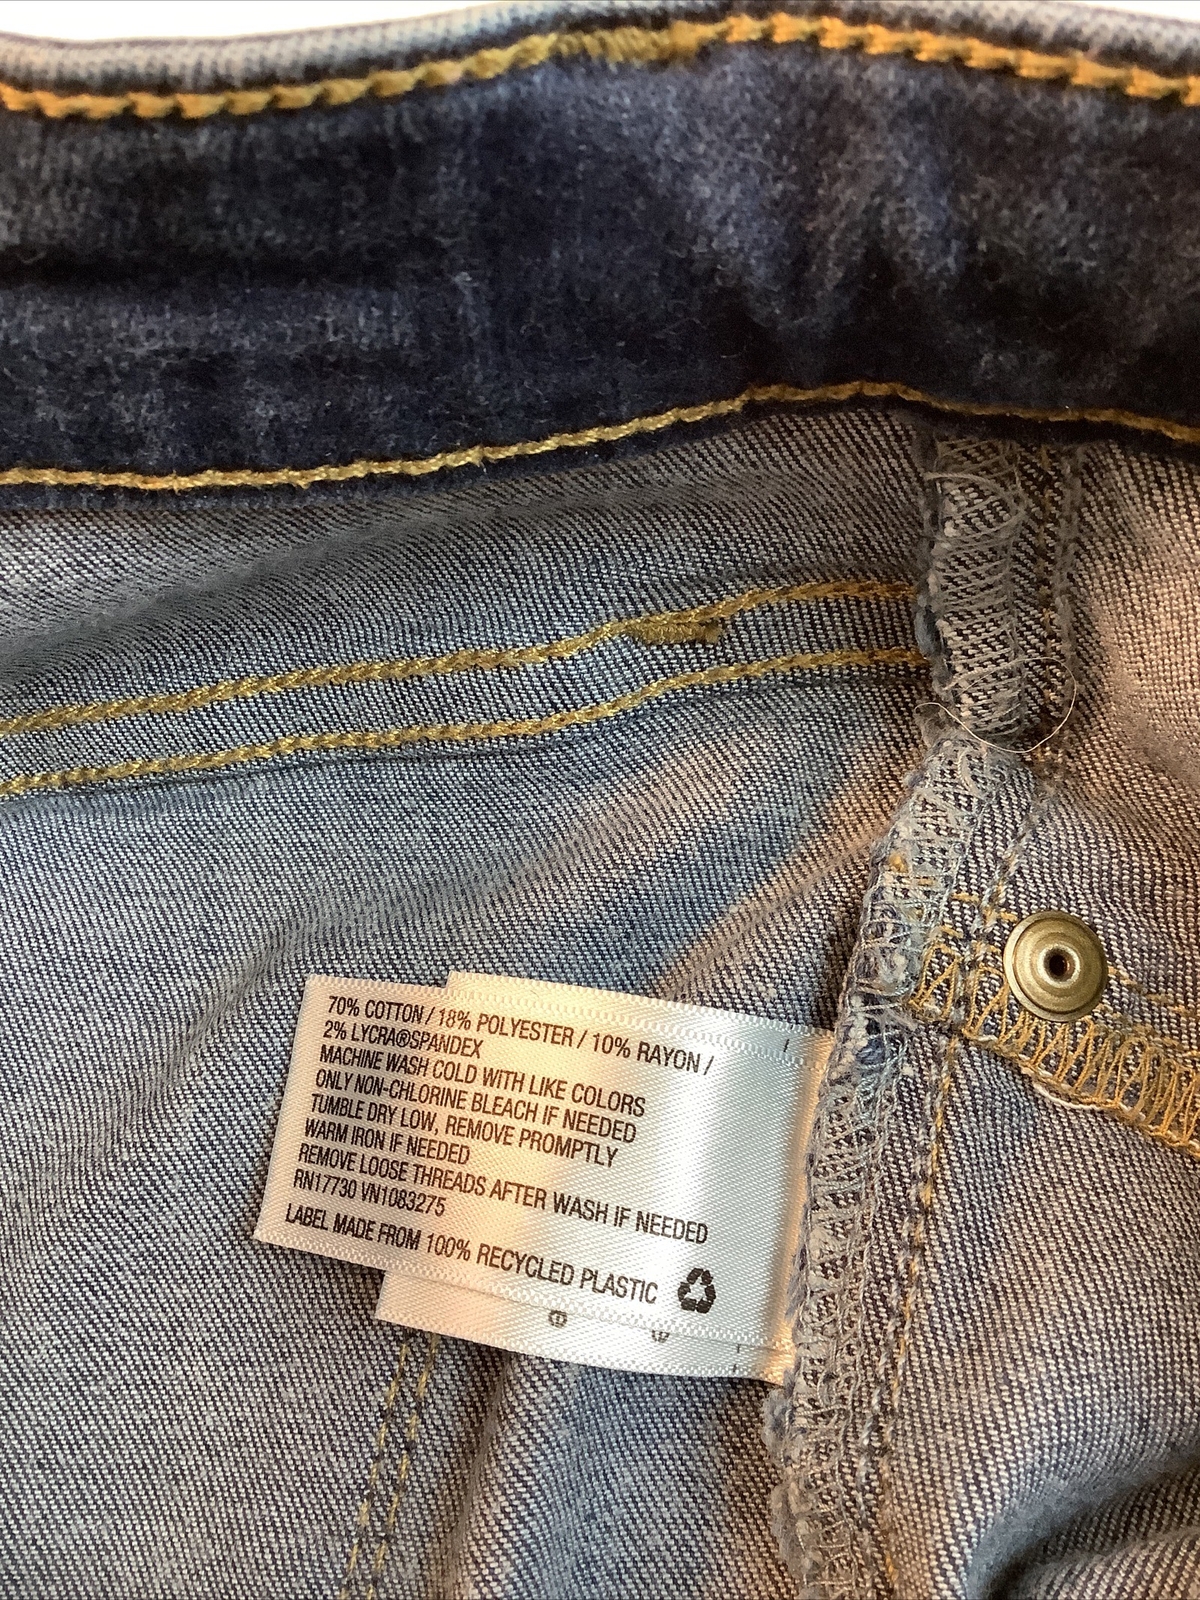 70% COTTON / 18% POLYESTER / 10% RAYON /
2% LYCRA®SPANDEX
MACHINE WASH COLD WITH LIKE COLORS
ONLY NON-CHLORINE BLEACH IF NEEDED
TUMBLE DRY LOW, REMOVE PROMPTLY
WARM IRON IF NEEDED
REMOVE LOOSE THREADS AFTER WASH IF NEEDED
RN17730 VN1083275
LABEL MADE FROM 100% RECYCLED PLASTIC